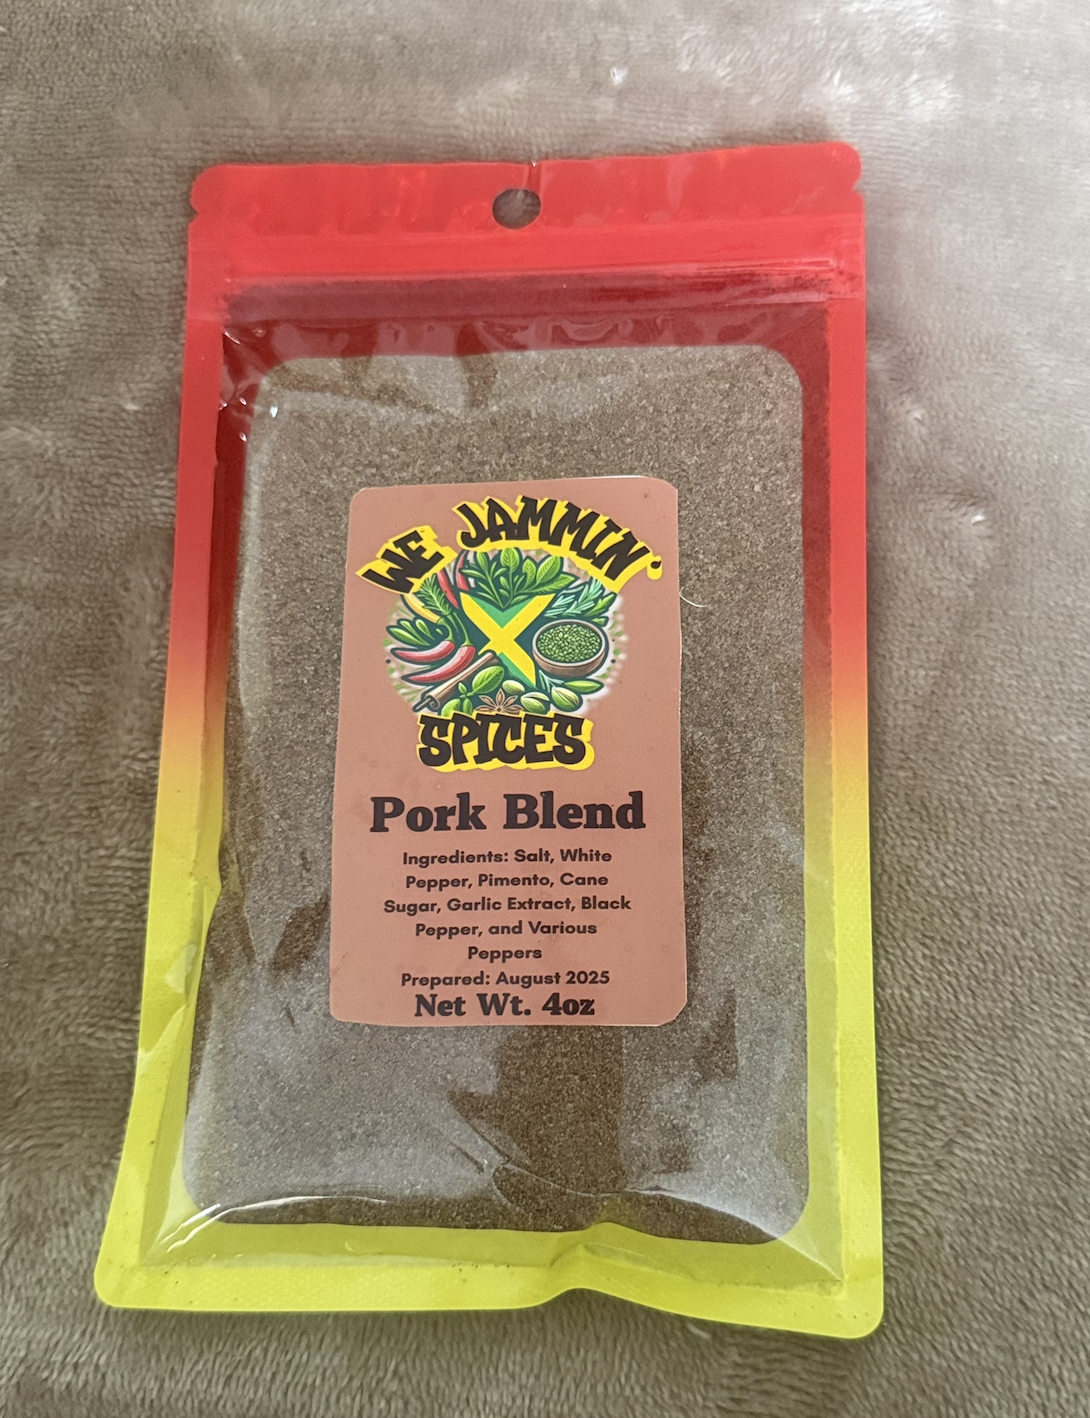 WE JAMMIN'
SPICES
Pork Blend
Ingredients: Salt, White
Pepper, Pimento, Cane
Sugar, Garlic Extract, Black
Pepper, and Various
Peppers
Prepared: August 2025
Net Wt. 4oz